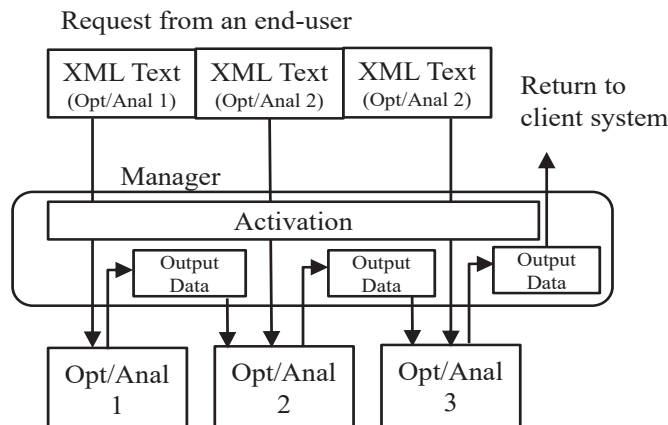 Request from an end-user
XML Text
(Opt/Anal 1)
XML Text
(Opt/Anal 2)
XML Text
(Opt/Anal 2)
Return to
client system
Manager
Activation
Output
Data
Output
Data
Output
Data
Opt/Anal
1
Opt/Anal
2
Opt/Anal
3